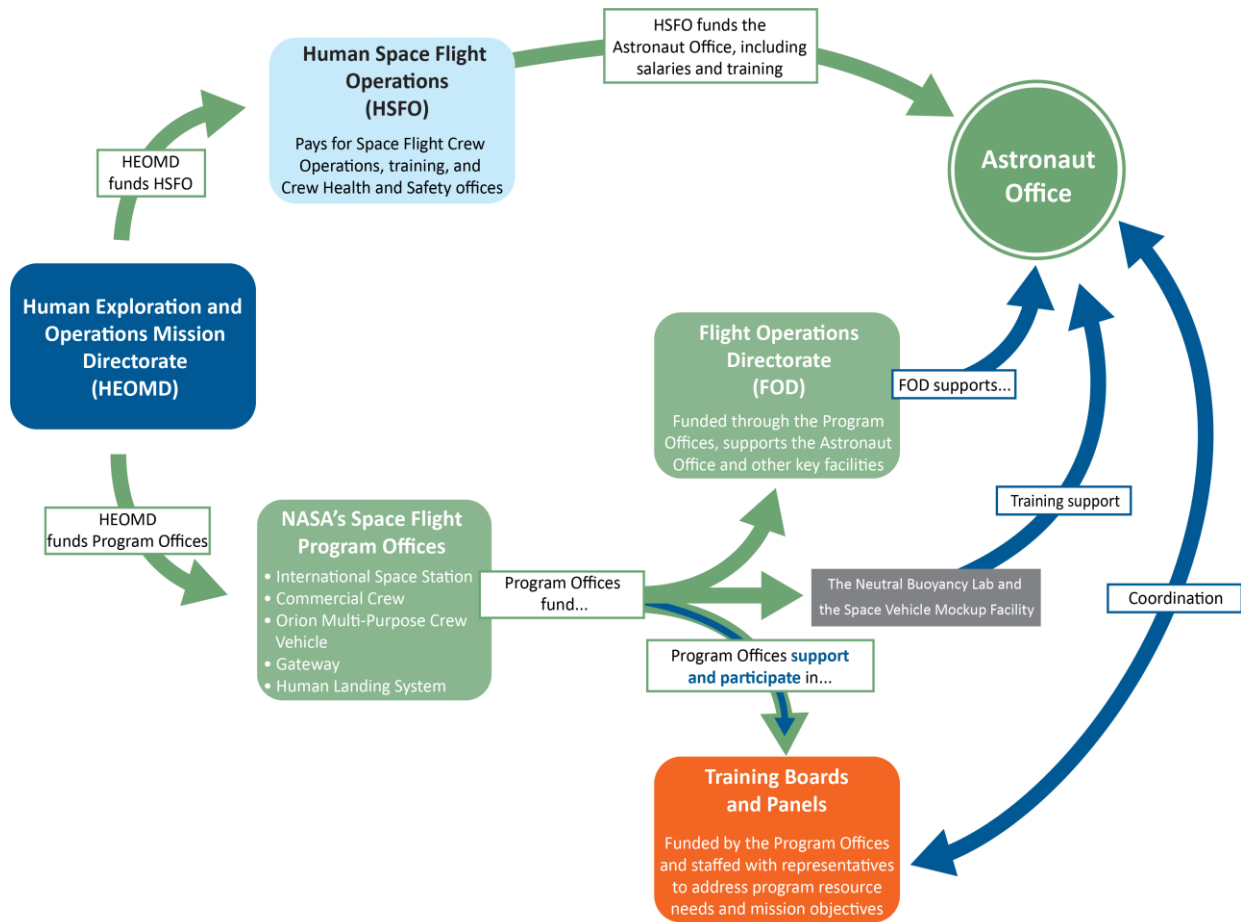 HSFO funds the
Astronaut Office, including
salaries and training
Human Space Flight
Operations
(HSFO)
Pays for Space Flight Crew
Operations, training, and
Crew Health and Safety offices
HEOMD
funds HSFO
Astronaut
Office
Human Exploration and
Operations Mission
Directorate
(HEOMD)
Flight Operations
Directorate
(FOD)
Funded through the Program
Offices, supports the Astronaut
Office and other key facilities
FOD supports...
HEOMD
funds Program Offices
NASA’s Space Flight
Program Offices
• International Space Station
• Commercial Crew
• Orion Multi-Purpose Crew
Vehicle
• Gateway
• Human Landing System
Program Offices
fund...
Training support
The Neutral Buoyancy Lab and
the Space Vehicle Mockup Facility
Coordination
Program Offices support
and participate in...
Training Boards
and Panels
Funded by the Program Offices
and staffed with representatives
to address program resource
needs and mission objectives